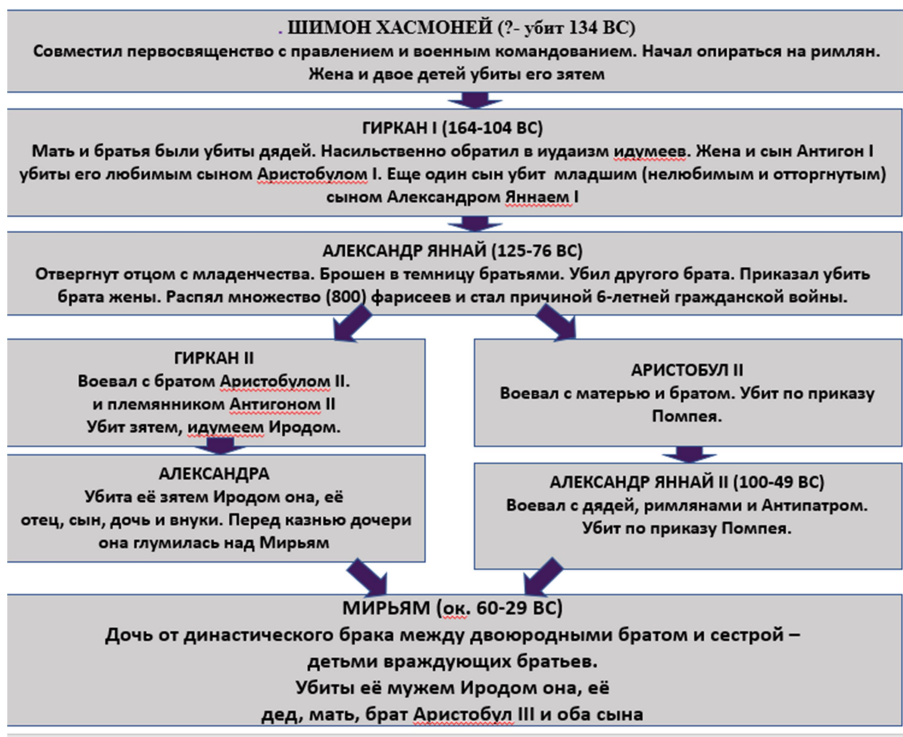 . ШИМОН ХАСМОНЕЙ (?- убит 134 ВС)
Совместил первосвященство с правлением и военным командованием. Начал опираться на римлян.
Жена и двое детей убиты его зятем
ГИРКАН I (164-104 ВС)
Мать и братья были убиты дядей. Насильственно обратил в иудаизм идумеев. Жена и сын Антигон I
убиты его любимым сыном Аристобулом I. Еще один сын убит младшим (нелюбимым и отторгнутым)
сыном Александром Яннаем I
АЛЕКСАНДР ЯННАЙ (125-76 ВС)
Отвергнут отцом с младенчества. Брошен в темницу братьями. Убил другого брата. Приказал убить
брата жены. Распял множество (800) фарисеев и стал причиной 6-летней гражданской войны.
ГИРКАН II
Воевал с братом Аристобулом II.
и племянником Антигоном II
Убит зятем, идумеем Иродом.
АРИСТОБУЛ II
Воевал с матерью и братом. Убит по приказу
Помпея.
АЛЕКСАНДРА
Убита её зятем Иродом она, её
отец, сын, дочь и внуки. Перед казнью дочери
она глумилась над Мирьям
АЛЕКСАНДР ЯННАЙ II (100-49 ВС)
Воевал с дядей, римлянами и Антипатром.
Убит по приказу Помпея.
МИРЬЯМ (ок. 60-29 ВС)
Дочь от династического брака между двоюродными братом и сестрой –
детьми враждующих братьев.
Убиты её мужем Иродом она, её
дед, мать, брат Аристобул III и оба сына